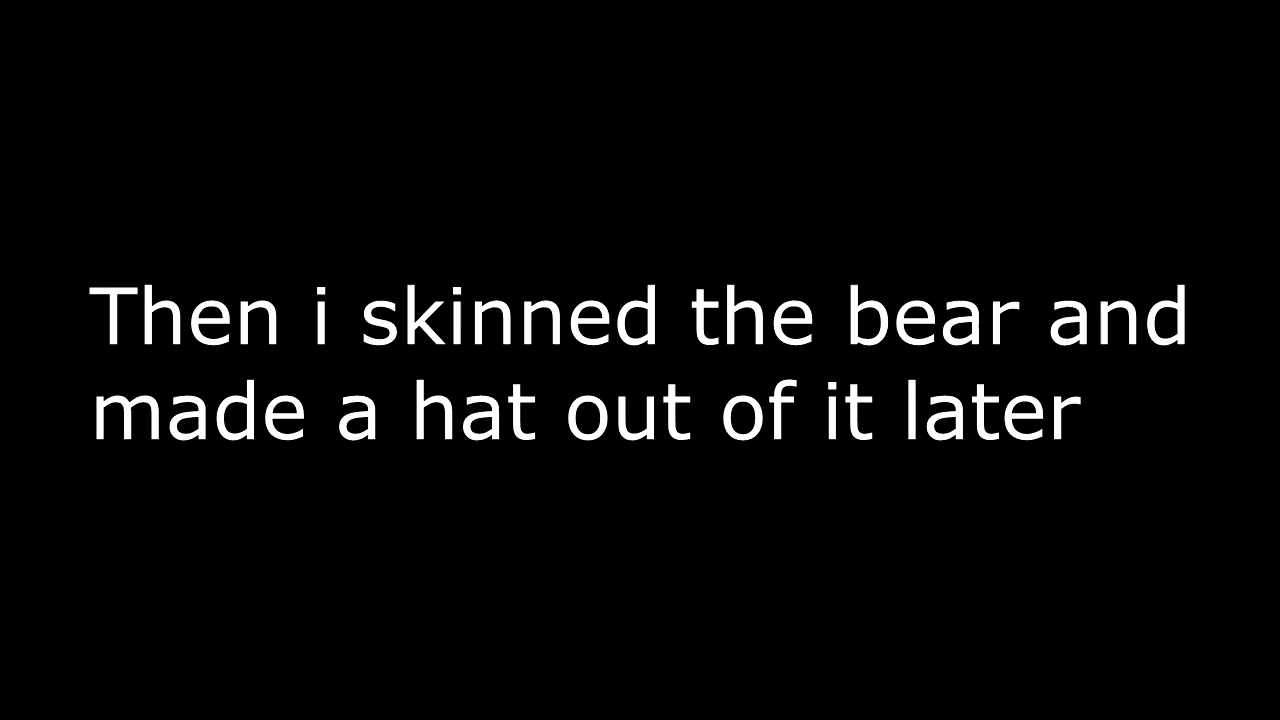 Then i skinned the bear and
made a hat out of it later